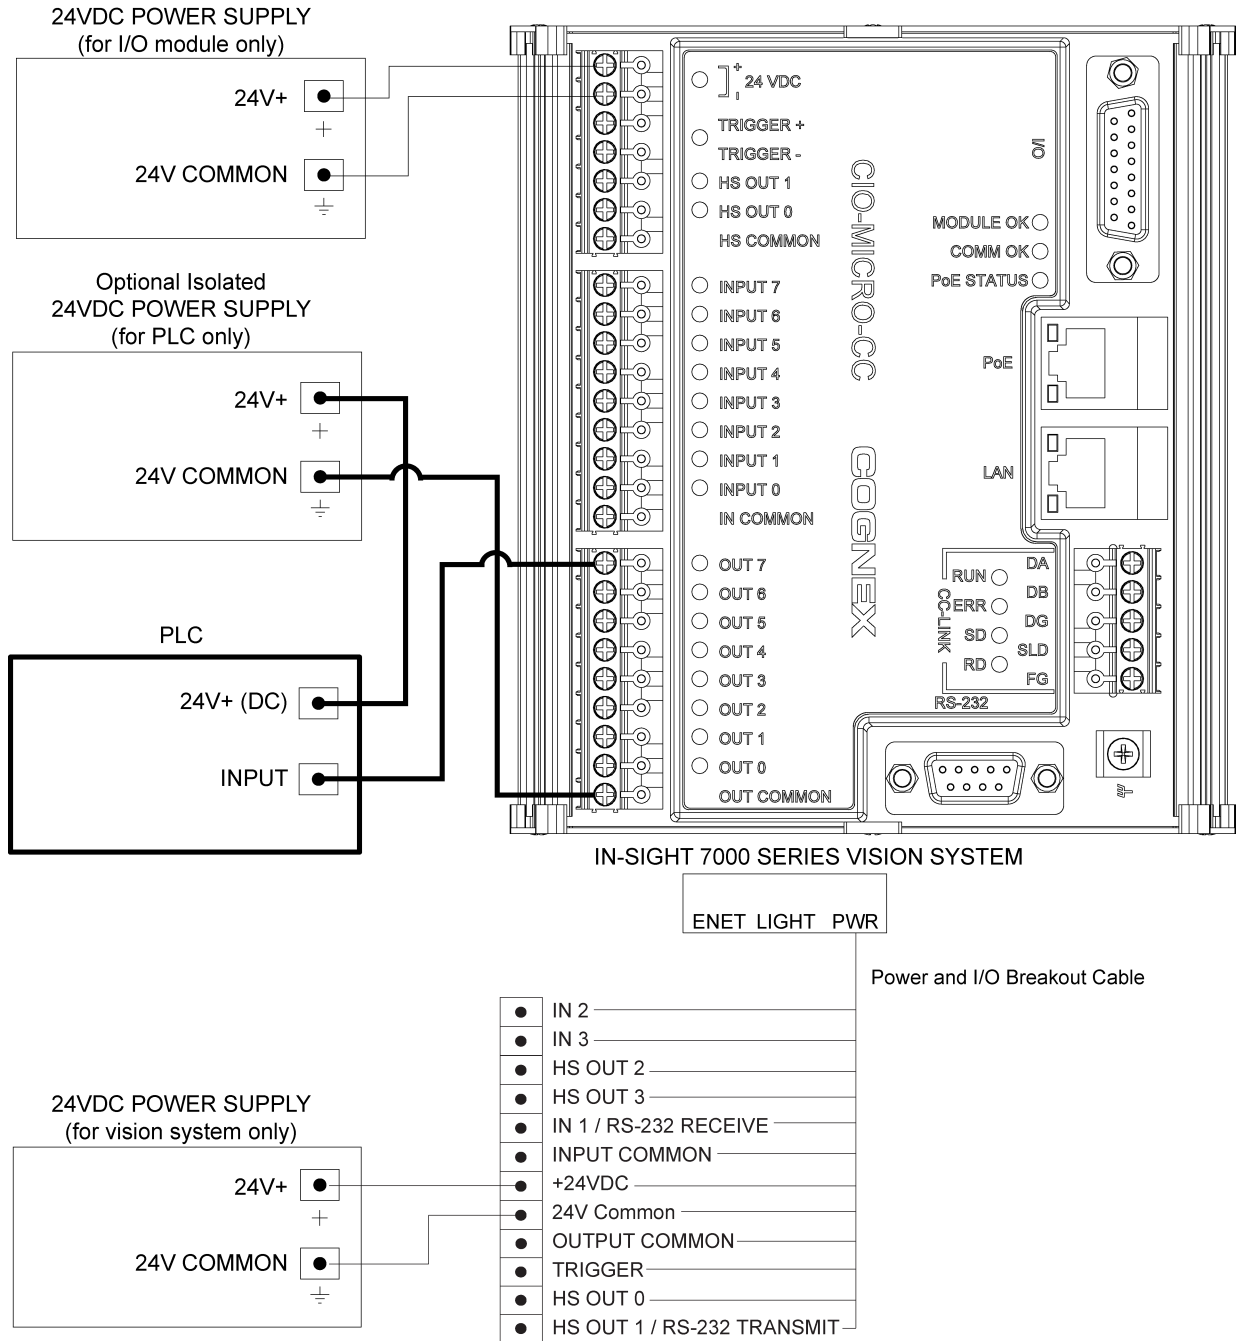 24VDC POWER SUPPLY
(for I/O module only)
24V+
+
24V COMMON
Optional Isolated
24VDC POWER SUPPLY
(for PLC only)
24V+
+
24V COMMON
PLC
24V+ (DC)
INPUT
+
-
24 VDC
TRIGGER +
TRIGGER -
HS OUT 1
HS OUT 0
HS COMMON
INPUT 7
INPUT 6
INPUT 5
INPUT 4
INPUT 3
INPUT 2
INPUT 1
INPUT 0
IN COMMON
OUT 7
OUT 6
OUT 5
OUT 4
OUT 3
OUT 2
OUT 1
OUT 0
OUT COMMON
CIO-MICRO-CC
COGNEX
I/O
MODULE OK
COMM OK
PoE STATUS
PoE
LAN
CC-LINK
RUN
ERR
SD
RD
DA
DB
DG
SLD
FG
RS-232
IN-SIGHT 7000 SERIES VISION SYSTEM
ENET LIGHT PWR
Power and I/O Breakout Cable
IN 2
IN 3
HS OUT 2
HS OUT 3
IN 1 / RS-232 RECEIVE
INPUT COMMON
+24VDC
24V Common
OUTPUT COMMON
TRIGGER
HS OUT 0
HS OUT 1 / RS-232 TRANSMIT
24VDC POWER SUPPLY
(for vision system only)
24V+
+
24V COMMON